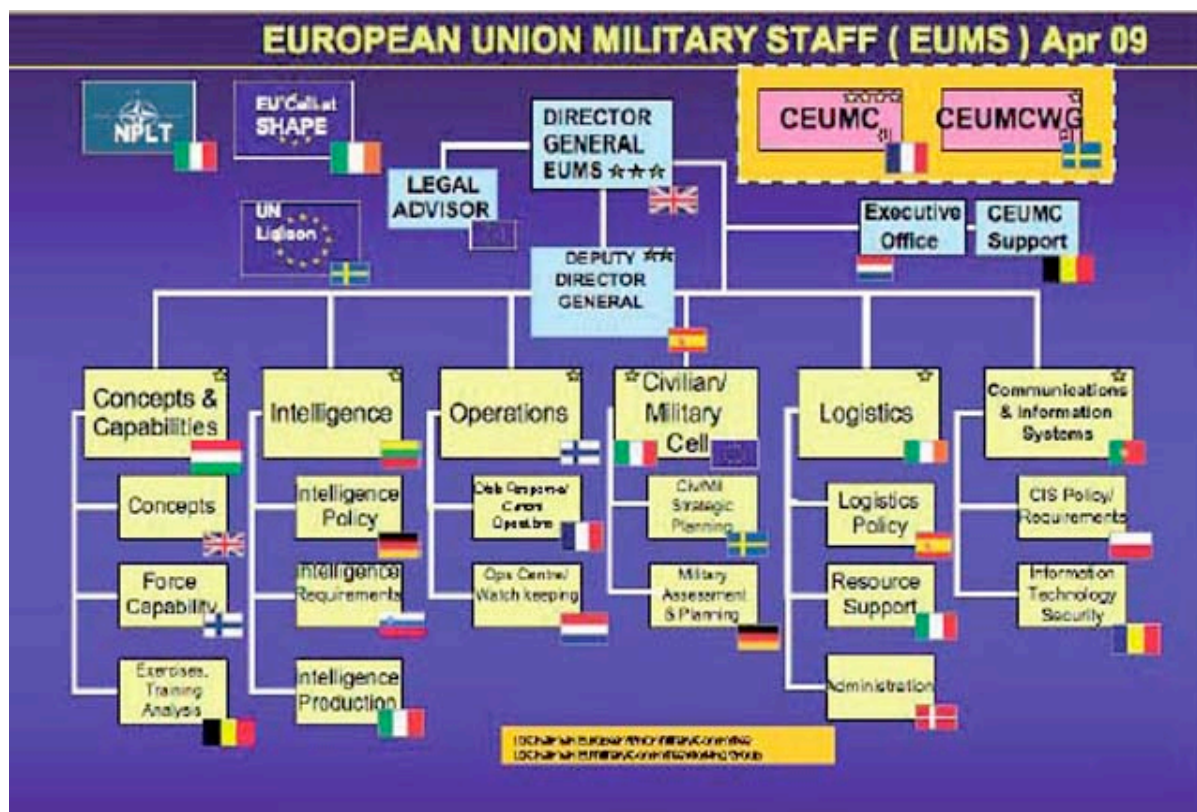 EUROPEAN UNION MILITARY STAFF ( EUMS ) Apr 09
NPLT
EU Cell at
SHAPE
DIRECTOR
GENERAL
EUMS
CEUMC
CEUMCWG
LEGAL
ADVISOR
UN
Liaison
Executive
Office
CEUMC
Support
DEPUTY
DIRECTOR
GENERAL
Concepts &
Capabilities
Intelligence
Operations
Civilian/
Military
Cell
Logistics
Communications
& Information
Systems
Concepts
Intelligence
Policy
Response/
Operations
Civ/Mil
Strategic
Planning
Logistics
Policy
CIS Policy/
Requirements
Force
Capability
Intelligence
Requirements
Ops Centre/
Watch keeping
Military
Assessment
& Planning
Resource
Support
Information
Technology
Security
Exercises,
Training
Analysis
Intelligence
Production
Administration